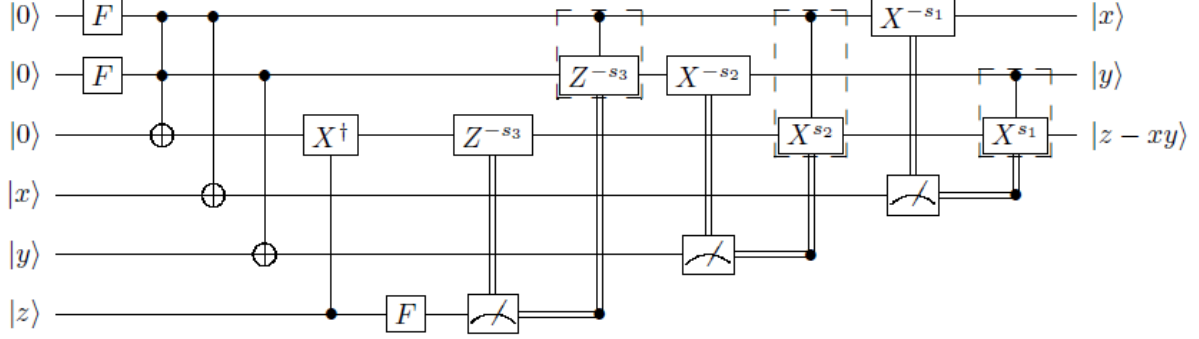 |0⟩ F X^{-s_1} |x⟩
|0⟩ F Z^{-s_3} X^{-s_2} |y⟩
|0⟩ X^† Z^{-s_3} X^{s_2} X^{s_1} |z − xy⟩
|x⟩
|y⟩
|z⟩ F